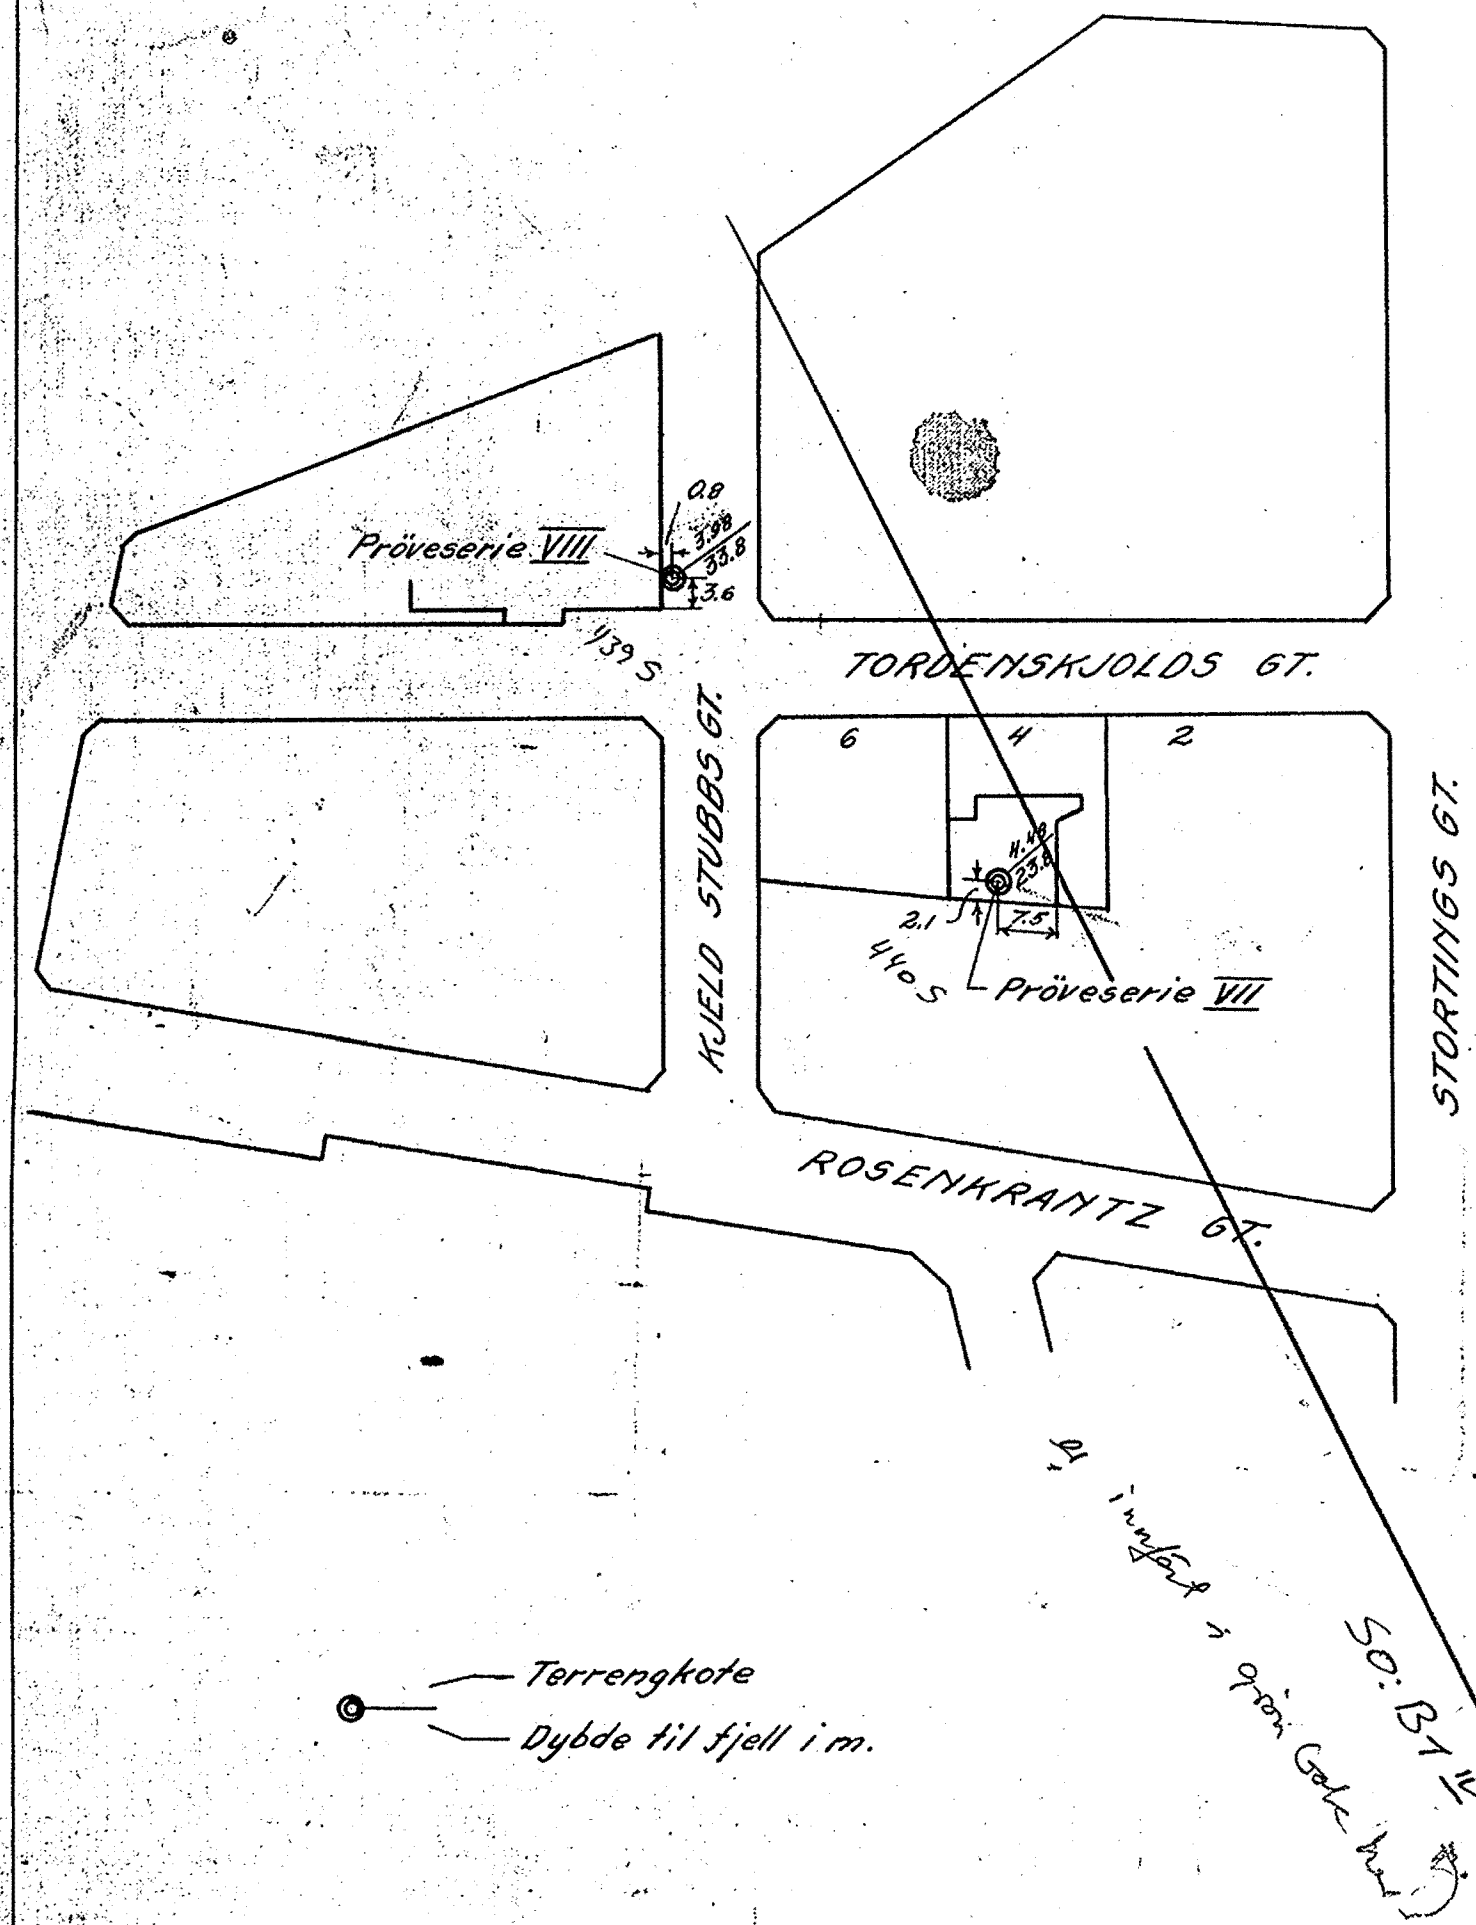 0.8
Pröveserie VIII
3.98
33.8
3.6
439 S
TORDENSKJOLDS GT.
6
4
2
KJELD STUBBS GT.
STORTINGS GT.
4.48
23.8
2.1
7.5
440 S
Pröveserie VII
ROSENKRANTZ GT.
Terrengkote
Dybde til fjell i m.
SO: B1 IV